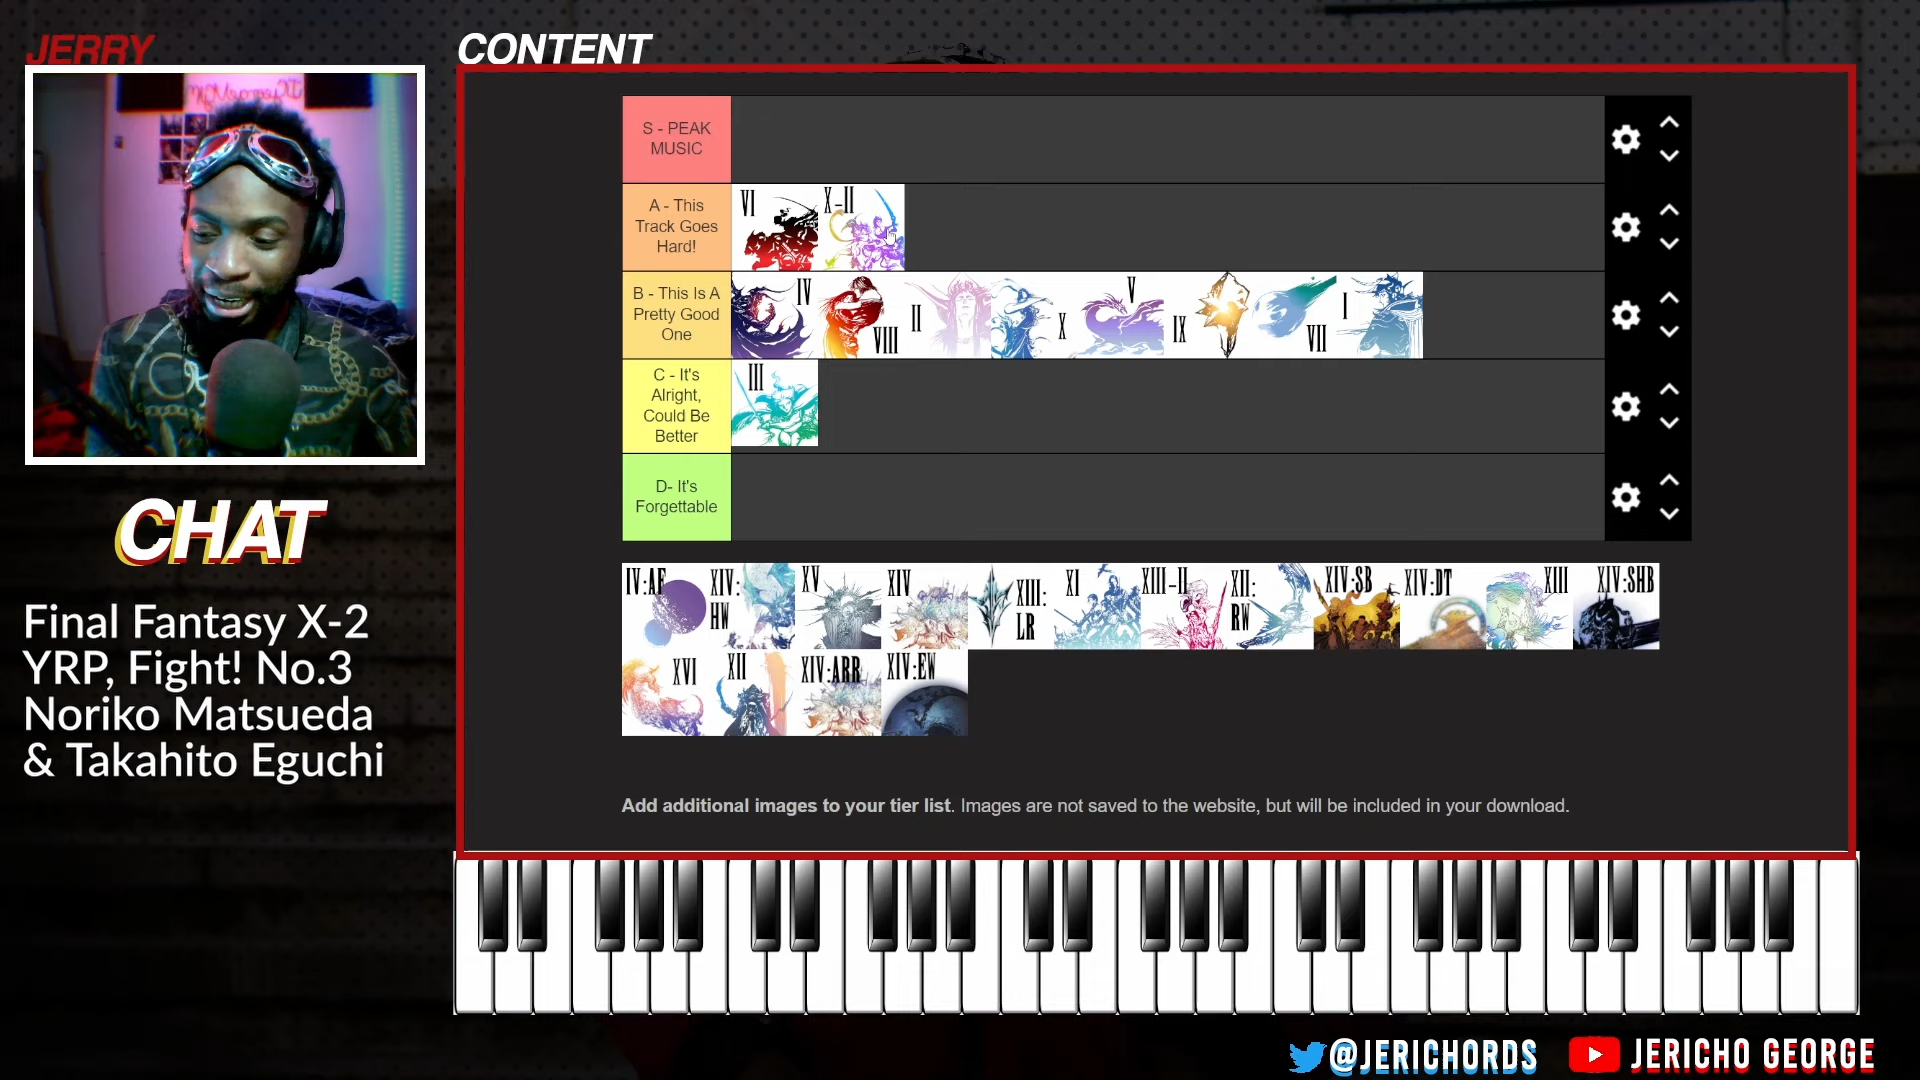 JERRY
CONTENT
S - PEAK
MUSIC
A - This
Track Goes
Hard!
VI
X-II
B - This Is A
Pretty Good
One
IV
VIII
II
X
V
IX
VII
I
C - It's
Alright,
Could Be
Better
III
D- It's
Forgettable
IV:AF
XIV:
HW
XV
XIV
XIII:
LR
XI
XIII-II
XII:
RW
XIV:SB
XIV:DT
XIII
XIV:SHB
XVI
XII
XIV:ARR
XIV:EW
Add additional images to your tier list. Images are not saved to the website, but will be included in your download.
CHAT
Final Fantasy X-2
YRP, Fight! No.3
Noriko Matsueda
& Takahito Eguchi
@JERICHORDS
JERICHO GEORGE